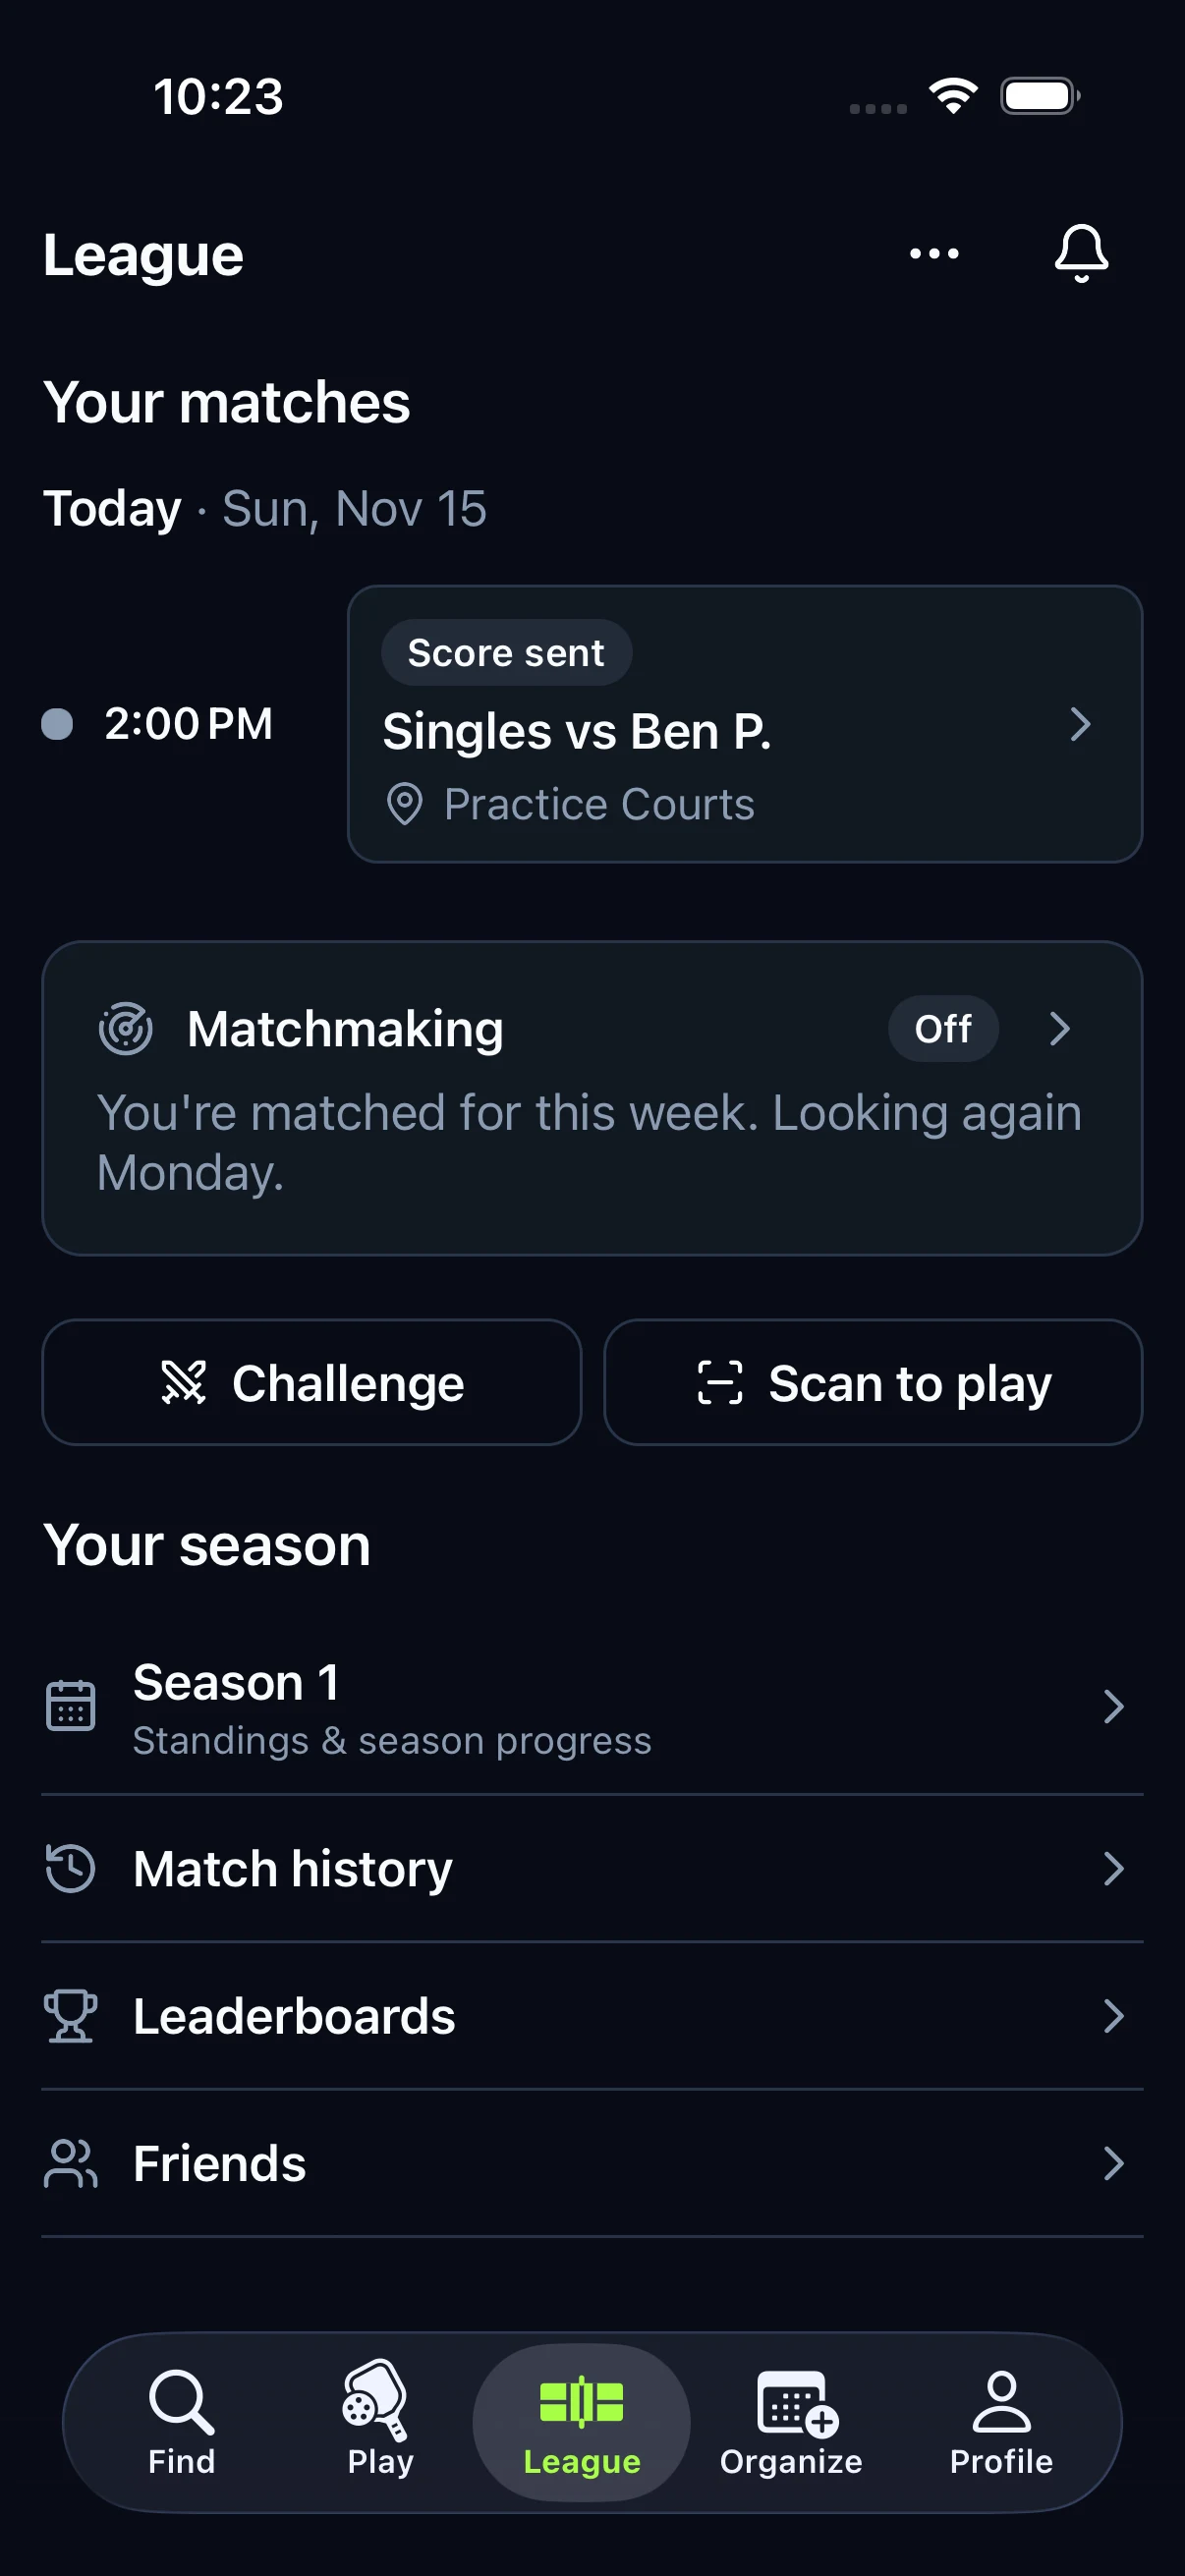 10:23
League
Your matches
Today · Sun, Nov 15
Score sent
2:00 PM
Singles vs Ben P.
Practice Courts
Matchmaking
Off
You're matched for this week. Looking again
Monday.
Challenge
Scan to play
Your season
Season 1
Standings & season progress
Match history
Leaderboards
Friends
Find
Play
League
Organize
Profile